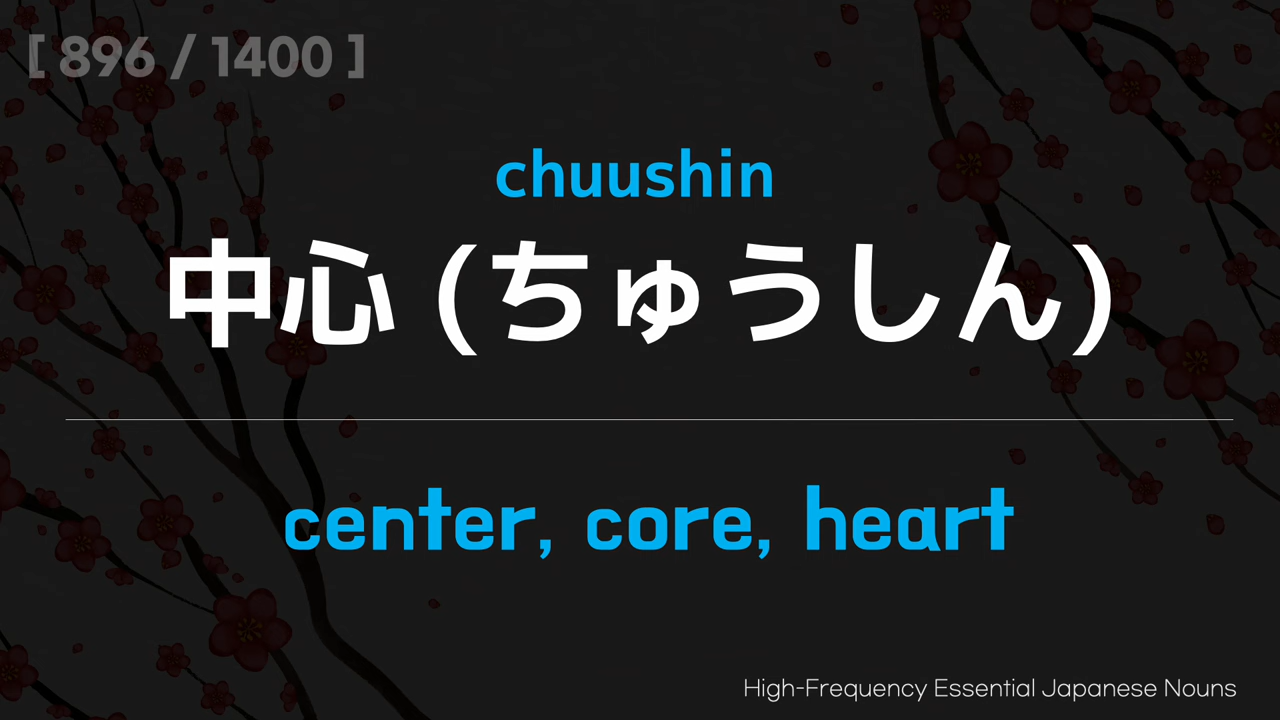 [ 896 / 1400 ]
chuushin
中心 (ちゅうしん)
center, core, heart
High-Frequency Essential Japanese Nouns